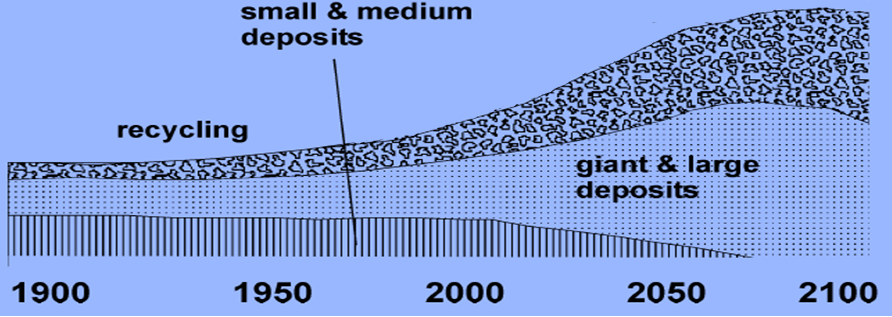 small & medium
deposits
recycling
giant & large
deposits
1900 1950 2000 2050 2100